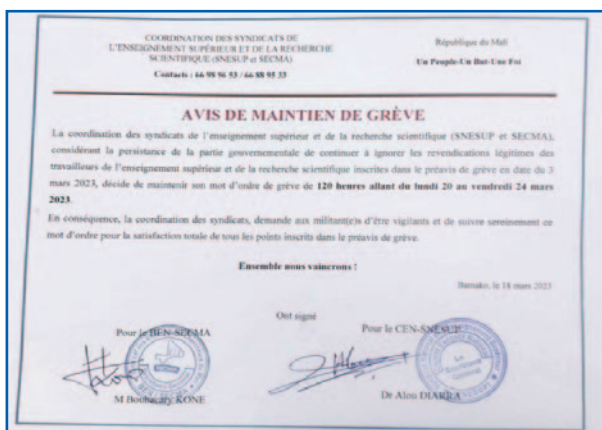 COORDINATION DES SYNDICATS DE
L'ENSEIGNEMENT SUPÉRIEUR ET DE LA RECHERCHE
SCIENTIFIQUE (SNESUP et SECMA)
Contacts : 66 98 96 53 / 66 88 95 33
République du Mali
Un Peuple-Un But-Une Foi
AVIS DE MAINTIEN DE GRÈVE
La coordination des syndicats de l'enseignement supérieur et de la recherche scientifique (SNESUP et SECMA),
considérant la persistance de la partie gouvernementale de continuer à ignorer les revendications légitimes des
travailleurs de l'enseignement supérieur et de la recherche scientifique inscrites dans le préavis de grève en date du 3
mars 2023, décide de maintenir son mot d'ordre de grève de 120 heures allant du lundi 20 au vendredi 24 mars
2023.
En conséquence, la coordination des syndicats, demande aux militant(e)s d'être vigilants et de suivre sereinement ce
mot d'ordre pour la satisfaction totale de tous les points inscrits dans le préavis de grève.
Ensemble nous vaincrons !
Bamako, le 18 mars 2023
Ont signé
Pour le BEN-SECMA
Pour le CEN-SNESUP
M Boubacary KONE
Dr Alou DIARRA